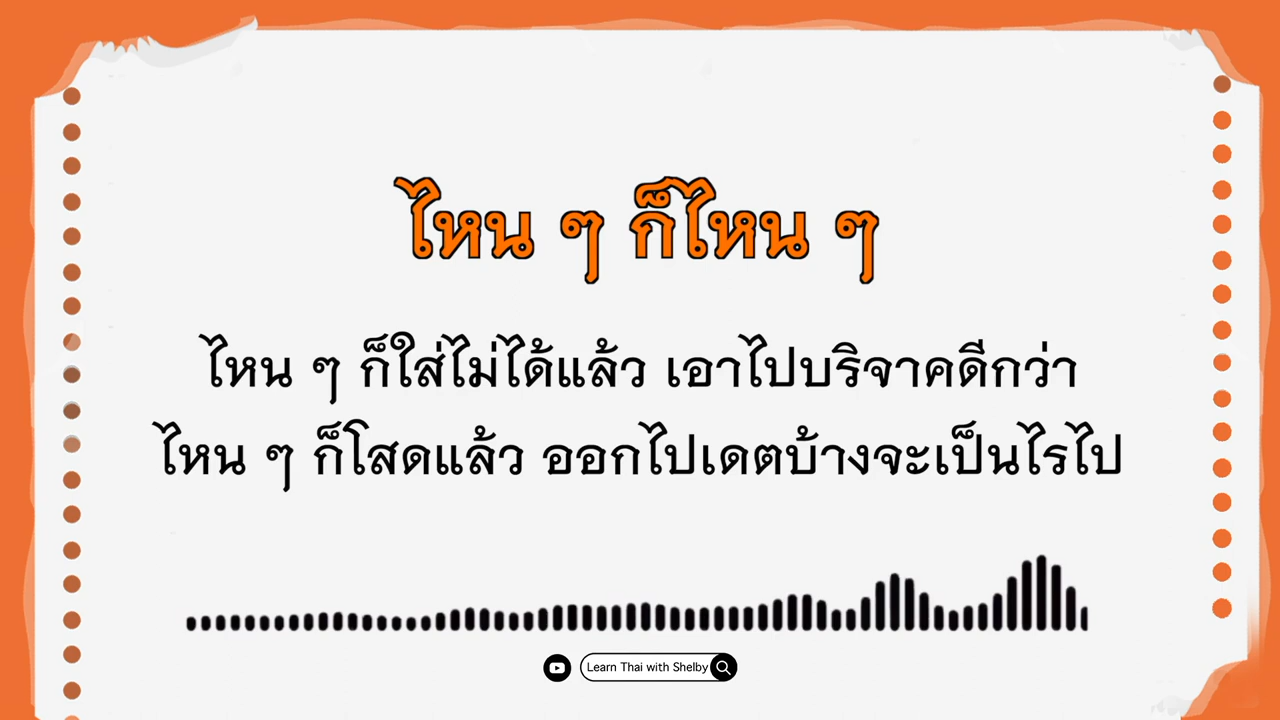 ไหน ๆ ก็ไหน ๆ
ไหน ๆ ก็ใส่ไม่ได้แล้ว เอาไปบริจาคดีกว่า
ไหน ๆ ก็โสดแล้ว ออกไปเดตบ้างจะเป็นไรไป
Learn Thai with Shelby